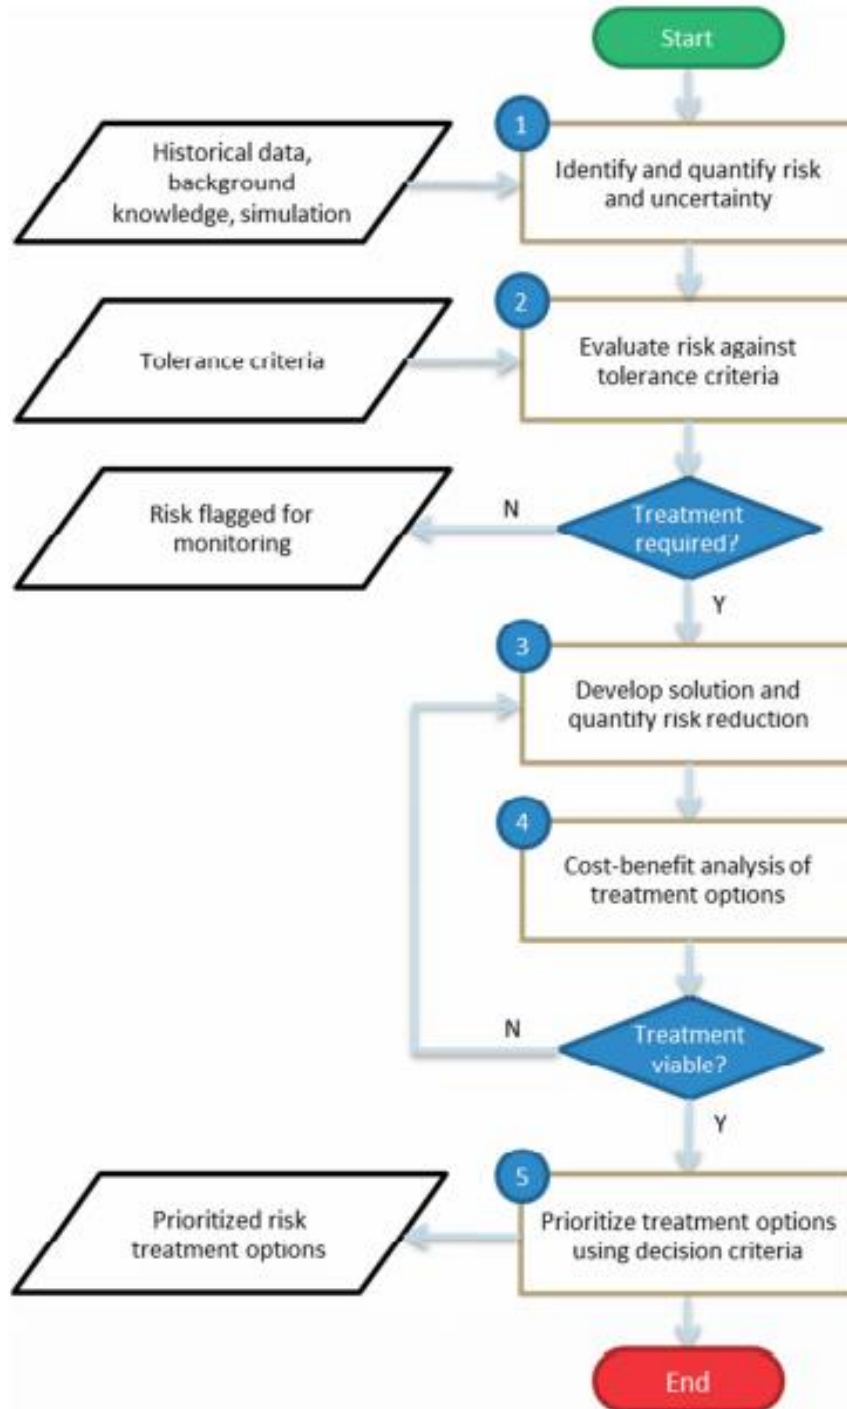 Start
1
Historical data,
background
knowledge, simulation
Identify and quantify risk
and uncertainty
2
Tolerance criteria
Evaluate risk against
tolerance criteria
Risk flagged for
monitoring
N
Treatment
required?
Y
3
Develop solution and
quantify risk reduction
4
Cost-benefit analysis of
treatment options
N
Treatment
viable?
Y
5
Prioritized risk
treatment options
Prioritize treatment options
using decision criteria
End